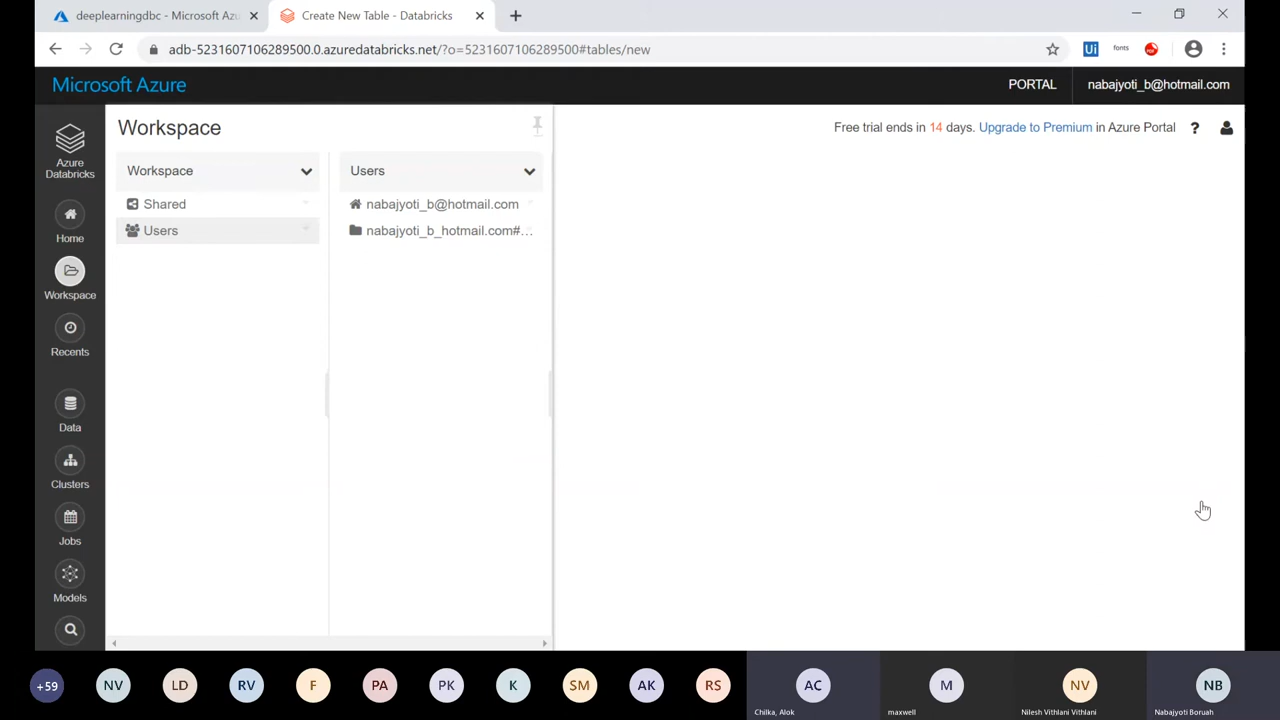 deeplearningdbc - Microsoft Azu
Create New Table - Databricks
adb-5231607106289500.0.azuredatabricks.net/?o=5231607106289500#tables/new
Ui
fonts
Microsoft Azure
PORTAL
nabajyoti_b@hotmail.com
Azure
Databricks
Home
Workspace
Recents
Data
Clusters
Jobs
Models
Workspace
Workspace
Shared
Users
Users
nabajyoti_b@hotmail.com
nabajyoti_b_hotmail.com#...
Free trial ends in 14 days. Upgrade to Premium in Azure Portal
?
+59
NV
LD
RV
F
PA
PK
K
SM
AK
RS
AC
Chilka, Alok
M
maxwell
NV
Nilesh Vithlani Vithlani
NB
Nabajyoti Boruah